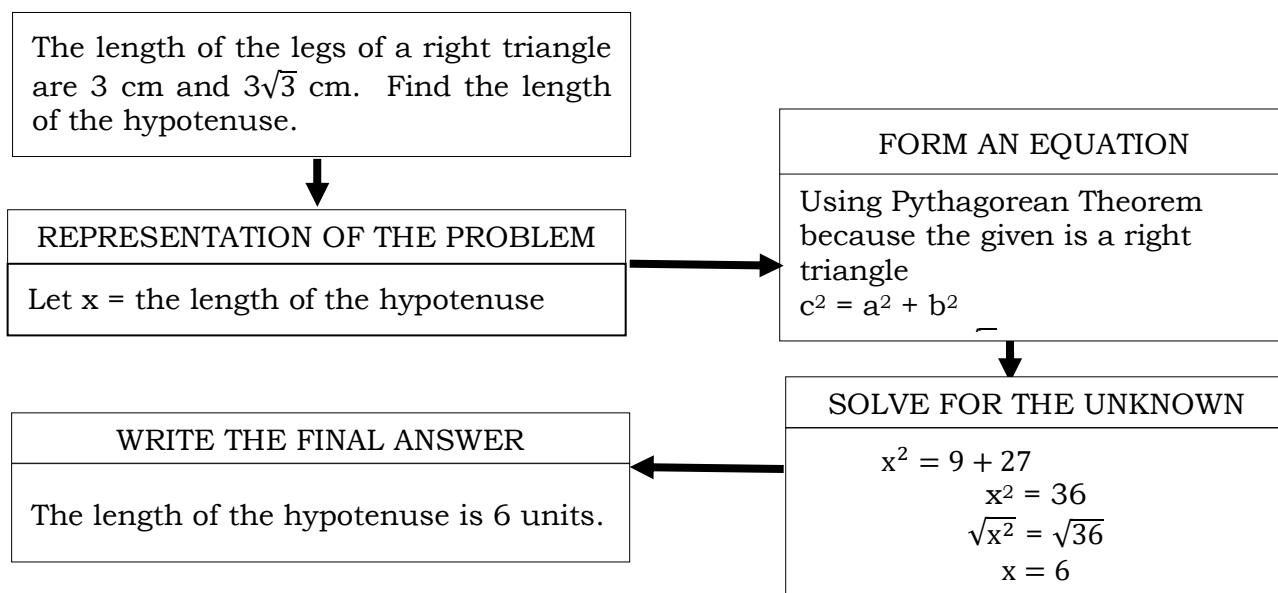 The length of the legs of a right triangle
are 3 cm and 3√3 cm. Find the length
of the hypotenuse.
REPRESENTATION OF THE PROBLEM
Let x = the length of the hypotenuse
FORM AN EQUATION
Using Pythagorean Theorem
because the given is a right
triangle
c² = a² + b²
SOLVE FOR THE UNKNOWN
x² = 9 + 27
x² = 36
√x² = √36
x = 6
WRITE THE FINAL ANSWER
The length of the hypotenuse is 6 units.